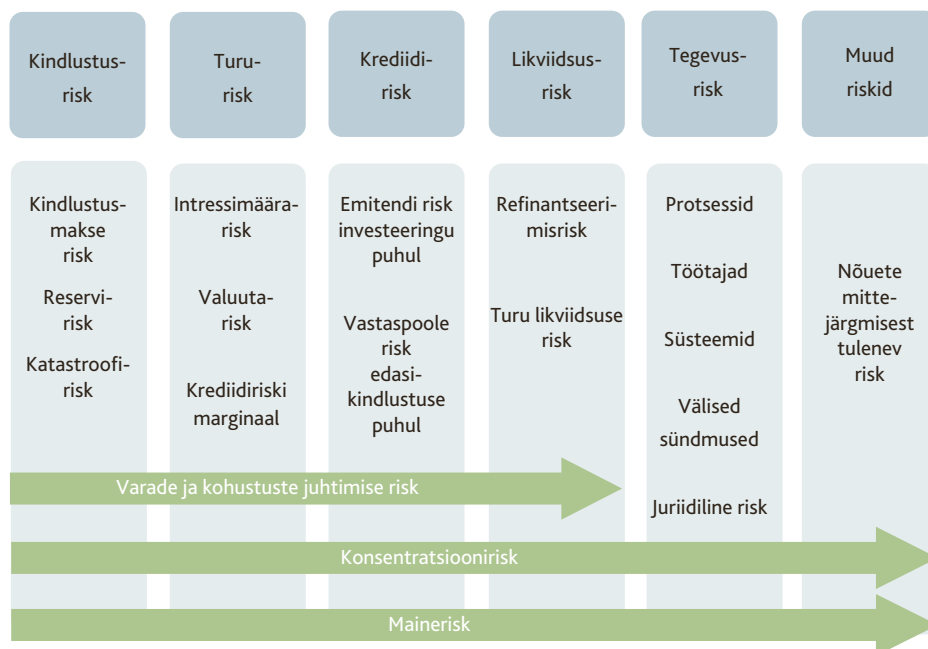 Kindlustus-
risk
Turu-
risk
Krediidi-
risk
Likviidsus-
risk
Tegevus-
risk
Muud
riskid
Kindlustus-
makse
risk
Reservi-
risk
Katastroofi-
risk
Intressimäära-
risk
Valuuta-
risk
Krediidiriski
marginaal
Emitendi risk
investeeringu
puhul
Vastaspoole
risk
edasi-
kindlustuse
puhul
Refinantseeri-
misrisk
Turu likviidsuse
risk
Protsessid
Töötajad
Süsteemid
Välised
sündmused
Juriidiline risk
Nõuete
mitte-
järgmisest
tulenev
risk
Varade ja kohustuste juhtimise risk
Konsentratsioonirisk
Mainerisk